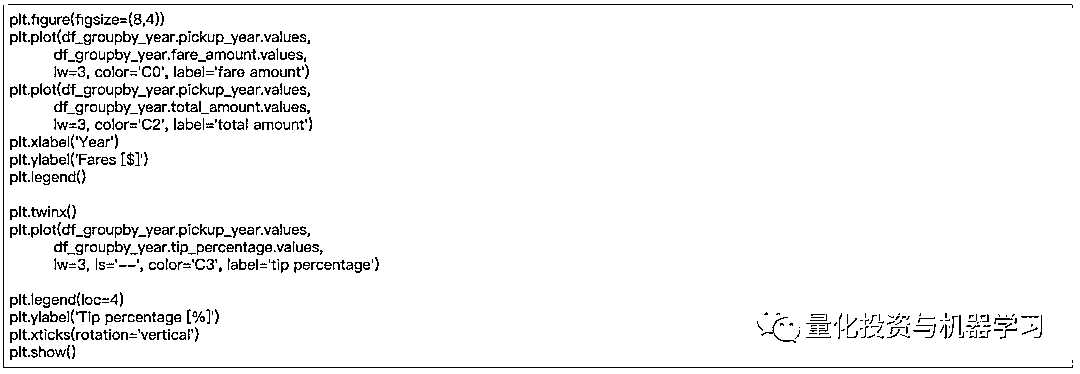 plt.figure(figsize=(8,4))
plt.plot(df_groupby_year.pickup_year.values,
df_groupby_year.fare_amount.values,
lw=3, color='C0', label='fare amount')
plt.plot(df_groupby_year.pickup_year.values,
df_groupby_year.total_amount.values,
lw=3, color='C2', label='total amount')
plt.xlabel('Year')
plt.ylabel('Fares [$]')
plt.legend()
plt.twinx()
plt.plot(df_groupby_year.pickup_year.values,
df_groupby_year.tip_percentage.values,
lw=3, ls='--', color='C3', label='tip percentage')
plt.legend(loc=4)
plt.ylabel('Tip percentage [%]')
plt.xticks(rotation='vertical')
plt.show()
量化投资与机器学习